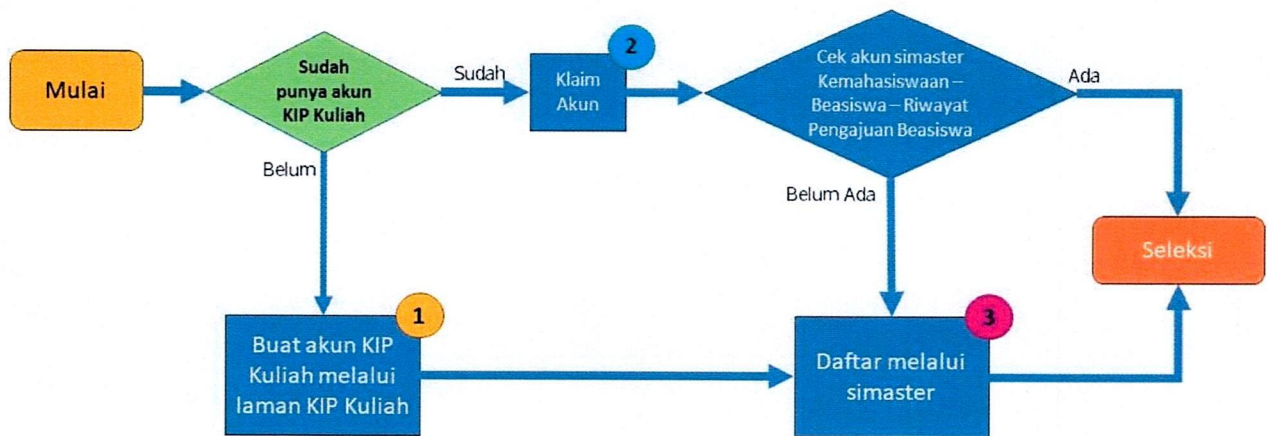 Mulai
Sudah
punya akun
KIP Kuliah
Sudah
2
Klaim
Akun
Cek akun simaster
Kemahasiswaan –
Beasiswa – Riwayat
Pengajuan Beasiswa
Ada
Belum
Belum Ada
Seleksi
1
Buat akun KIP
Kuliah melalui
laman KIP Kuliah
3
Daftar melalui
simaster